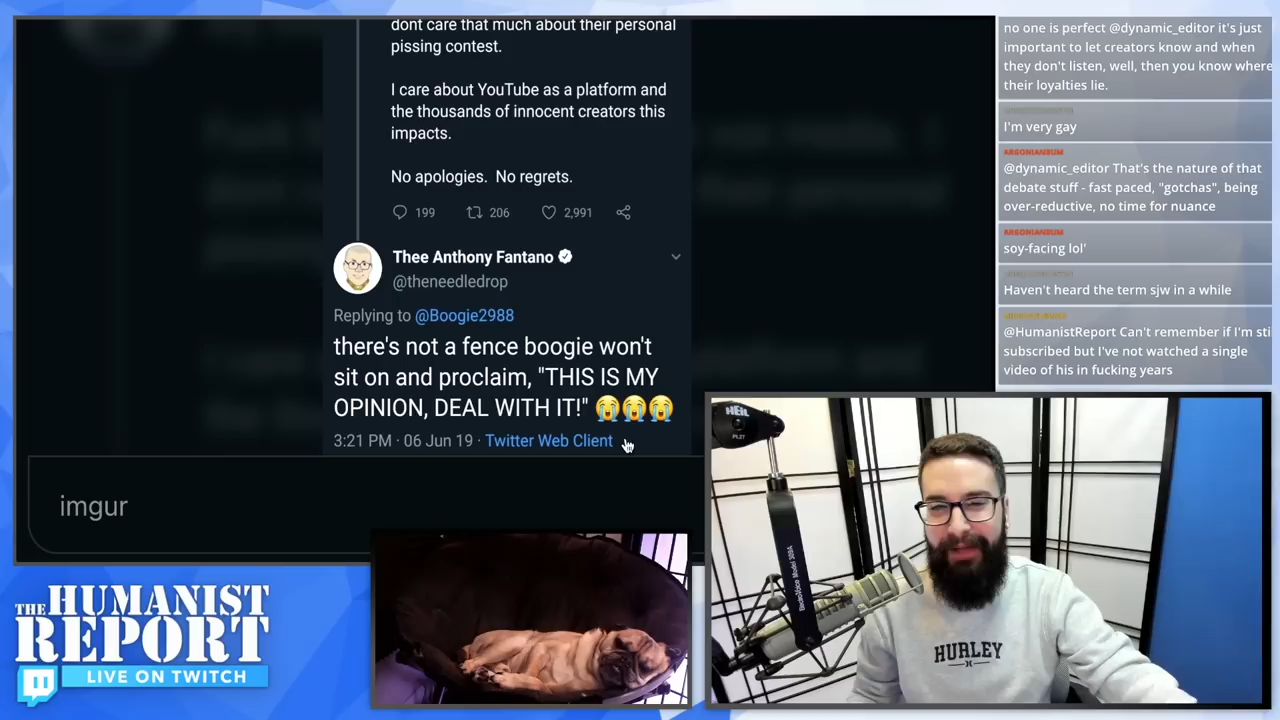 dont care that much about their personal
pissing contest.
I care about YouTube as a platform and
the thousands of innocent creators this
impacts.
No apologies.  No regrets.
199
206
2,991
Thee Anthony Fantano
@theneedledrop
Replying to @Boogie2988
there's not a fence boogie won't
sit on and proclaim, "THIS IS MY
OPINION, DEAL WITH IT!" 😭😭😭
3:21 PM · 06 Jun 19 · Twitter Web Client
imgur
THE HUMANIST
REPORT
LIVE ON TWITCH
no one is perfect @dynamic_editor it's just
important to let creators know and when
they don't listen, well, then you know where
their loyalties lie.
I'm very gay
ARGONIANBUM
@dynamic_editor That's the nature of that
debate stuff - fast paced, "gotchas", being
over-reductive, no time for nuance
ARGONIANBUM
soy-facing lol'
Haven't heard the term sjw in a while
@HumanistReport Can't remember if I'm sti
subscribed but I've not watched a single
video of his in fucking years
HEIL
PL2T
HURLEY